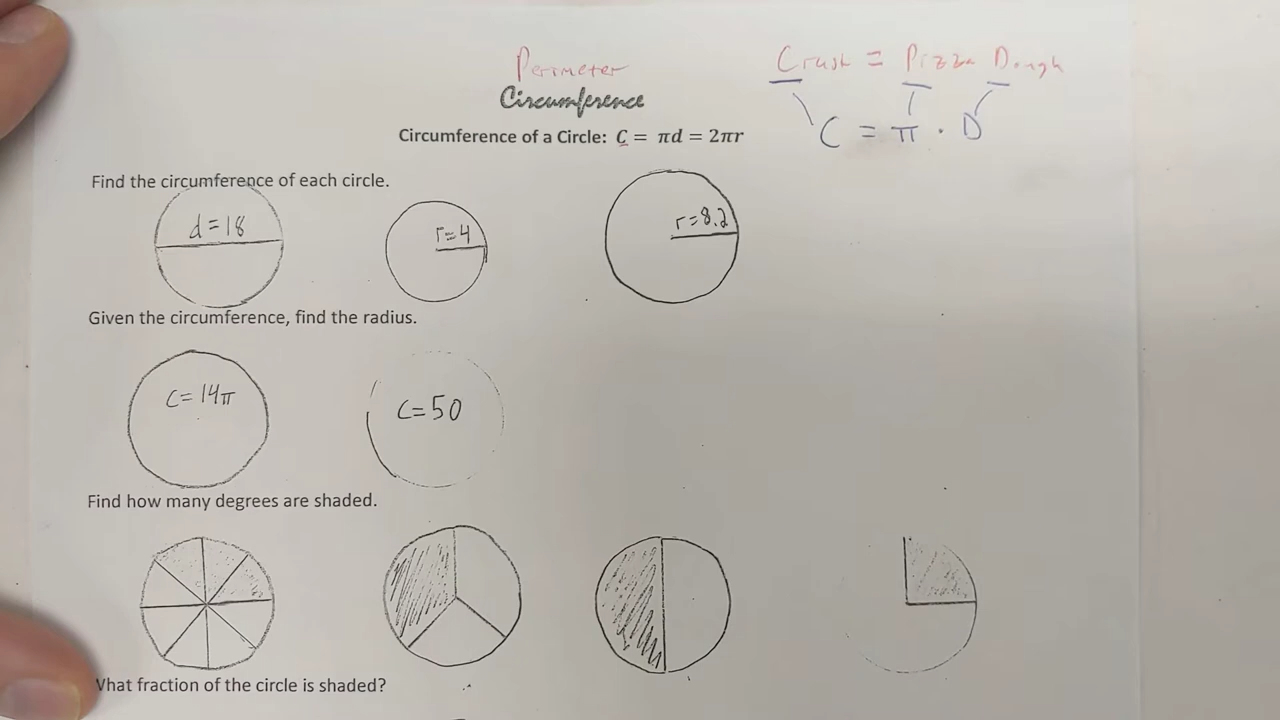 Perimeter
Crust = Pizza Dough
Circumference
C = π · D
Circumference of a Circle: C = πd = 2πr
Find the circumference of each circle.
d=18
r=4
r=8.2
Given the circumference, find the radius.
C=14π
C=50
Find how many degrees are shaded.
What fraction of the circle is shaded?